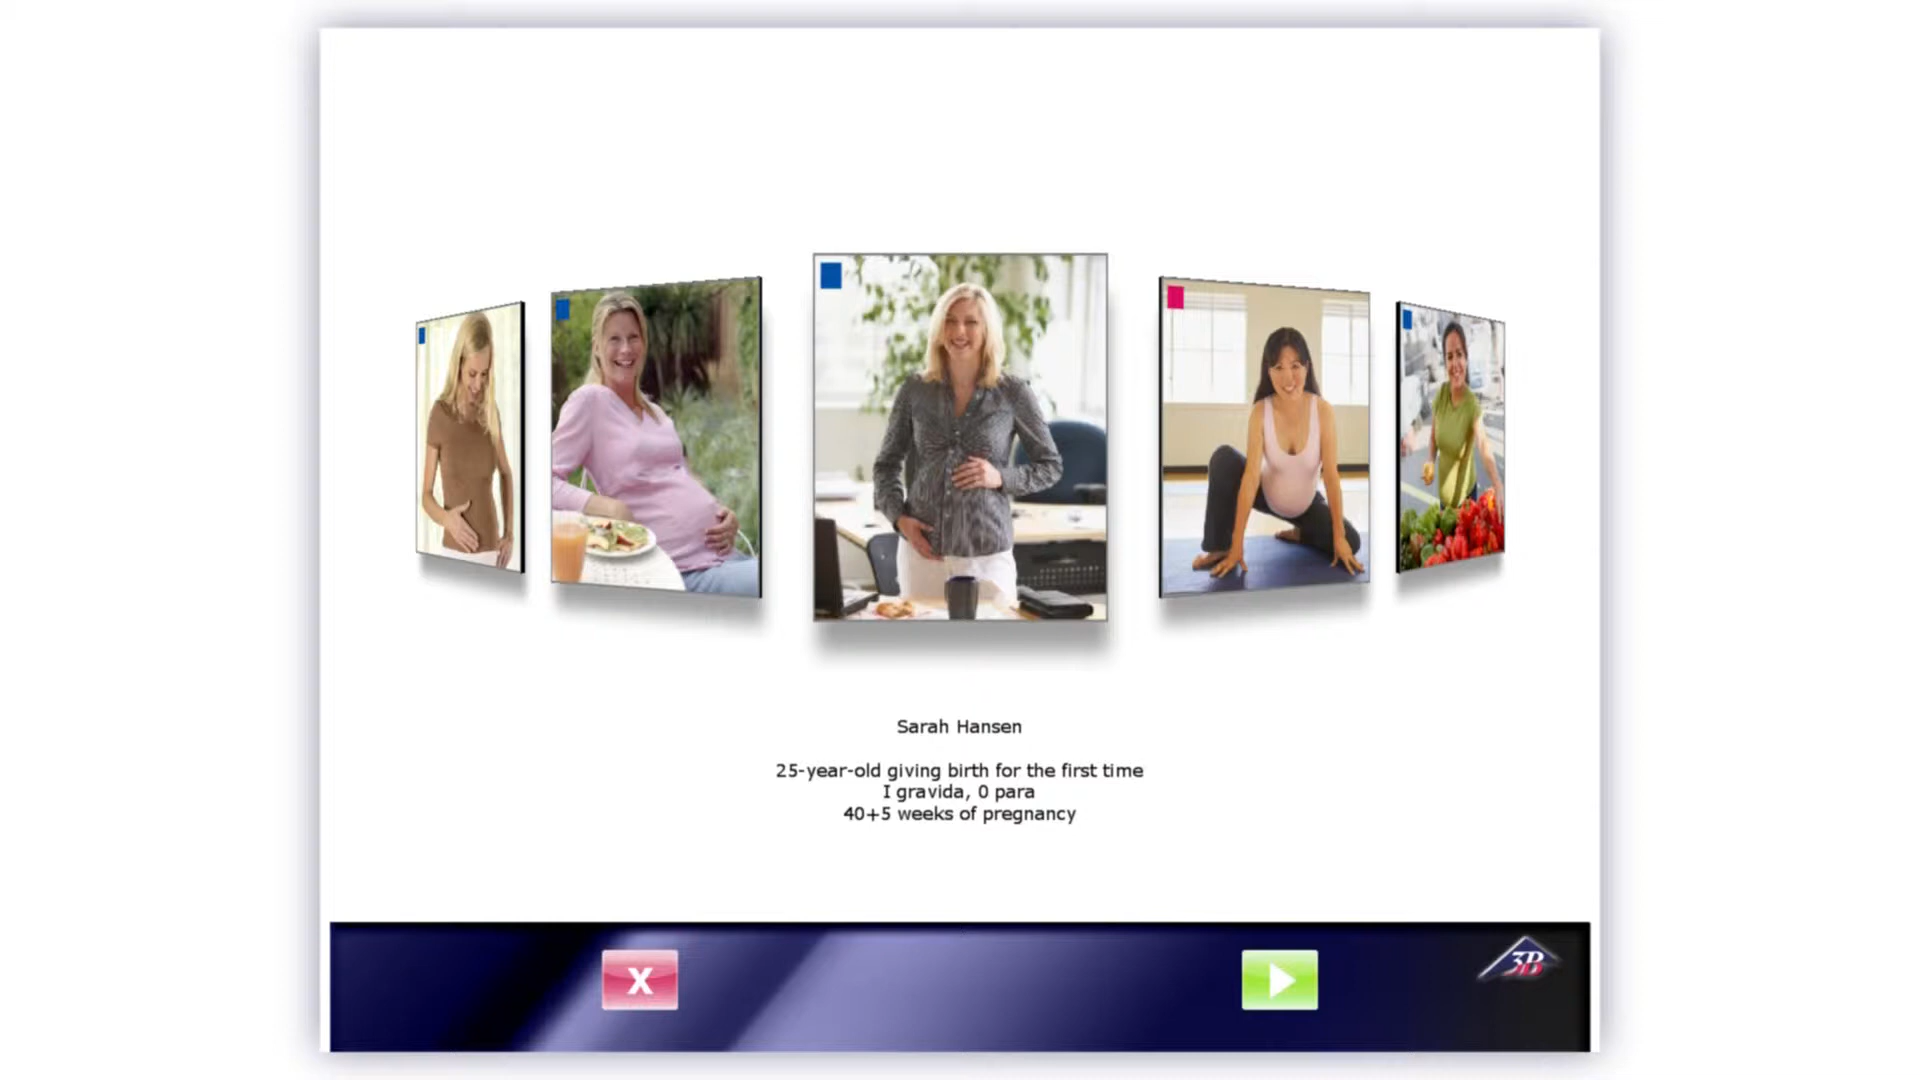 Sarah Hansen
25-year-old giving birth for the first time
I gravida, 0 para
40+5 weeks of pregnancy
X
3B